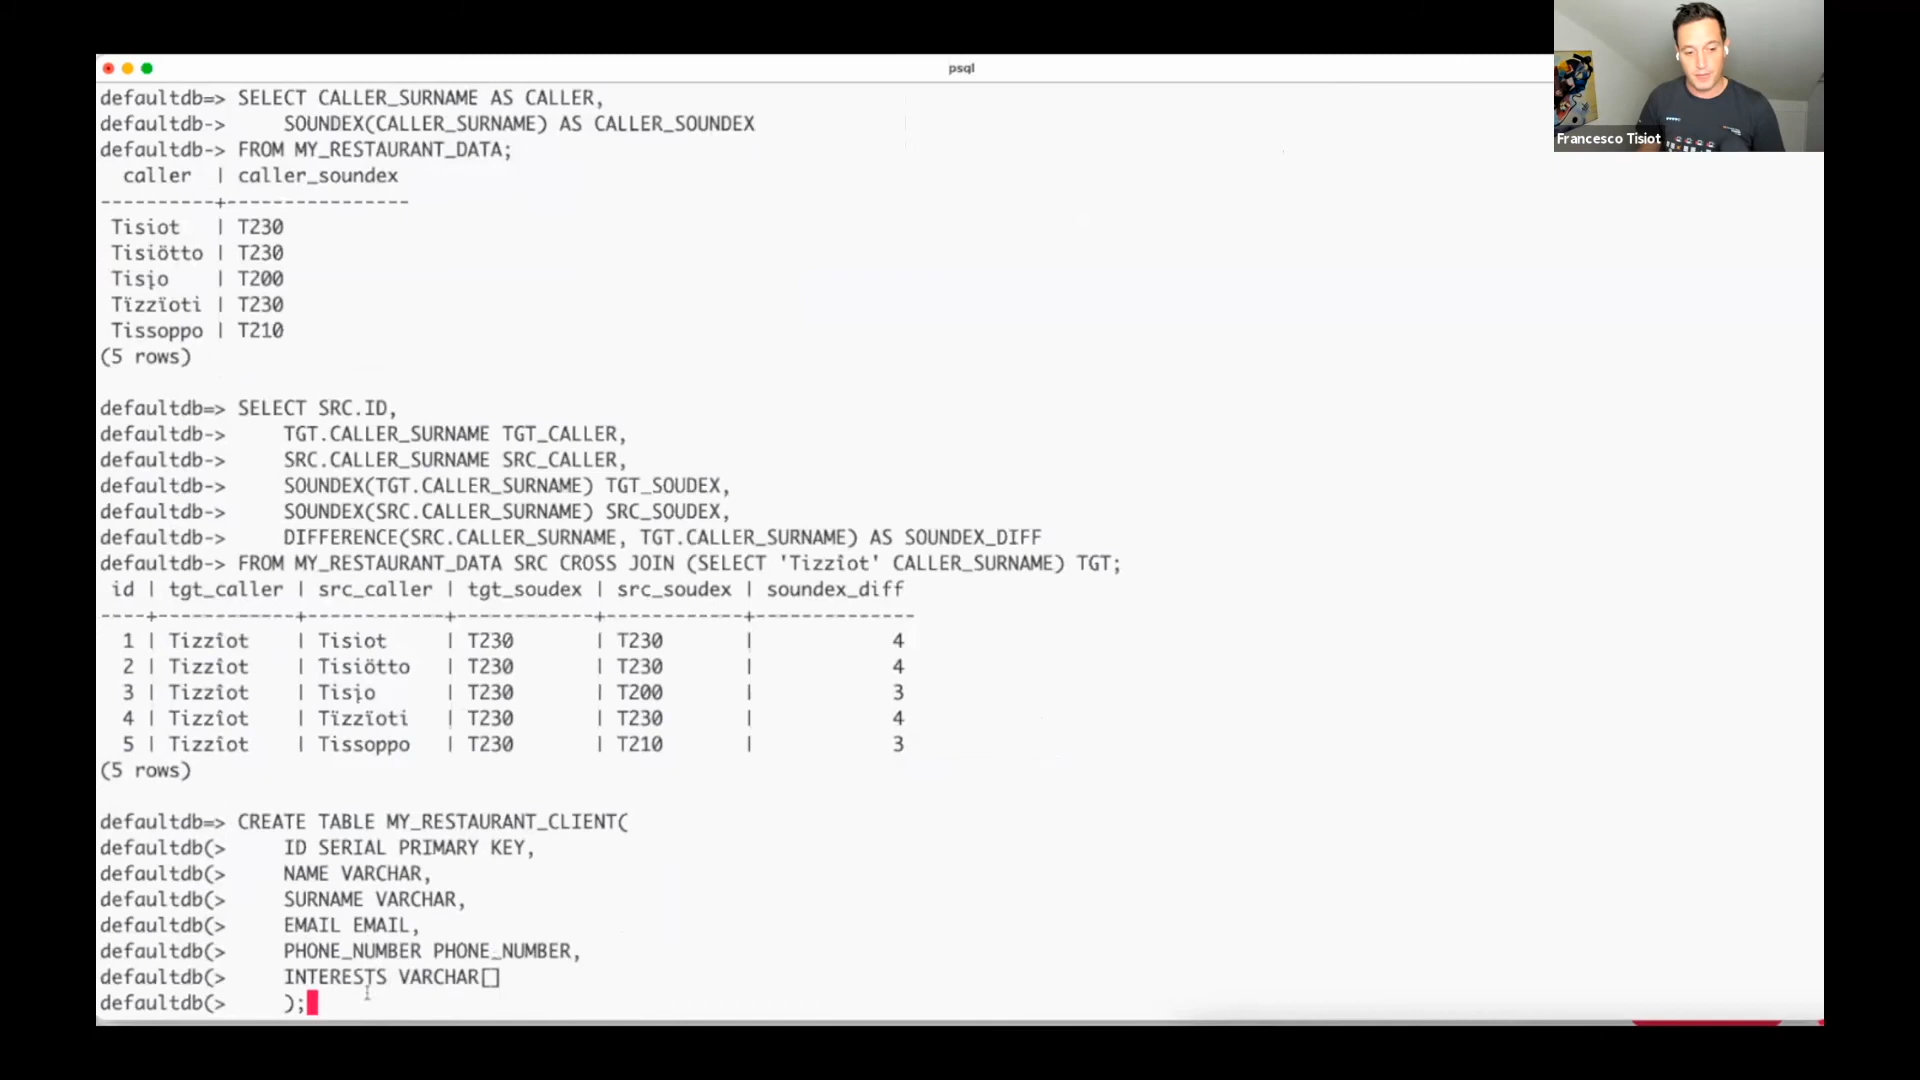 psql
Francesco Tisiot
defaultdb=> SELECT CALLER_SURNAME AS CALLER,
defaultdb->     SOUNDEX(CALLER_SURNAME) AS CALLER_SOUNDEX
defaultdb-> FROM MY_RESTAURANT_DATA;
  caller  | caller_soundex
----------+----------------
 Tisiot   | T230
 Tisiötto | T230
 Tisįo    | T200
 Tïzzïoti | T230
 Tissoppo | T210
(5 rows)
defaultdb=> SELECT SRC.ID,
defaultdb->     TGT.CALLER_SURNAME TGT_CALLER,
defaultdb->     SRC.CALLER_SURNAME SRC_CALLER,
defaultdb->     SOUNDEX(TGT.CALLER_SURNAME) TGT_SOUDEX,
defaultdb->     SOUNDEX(SRC.CALLER_SURNAME) SRC_SOUDEX,
defaultdb->     DIFFERENCE(SRC.CALLER_SURNAME, TGT.CALLER_SURNAME) AS SOUNDEX_DIFF
defaultdb-> FROM MY_RESTAURANT_DATA SRC CROSS JOIN (SELECT 'Tizzîot' CALLER_SURNAME) TGT;
 id | tgt_caller | src_caller | tgt_soudex | src_soudex | soundex_diff
----+------------+------------+------------+------------+--------------
  1 | Tizzîot    | Tisiot     | T230       | T230       |            4
  2 | Tizzîot    | Tisiötto   | T230       | T230       |            4
  3 | Tizzîot    | Tisįo      | T230       | T200       |            3
  4 | Tizzîot    | Tïzzïoti   | T230       | T230       |            4
  5 | Tizzîot    | Tissoppo   | T230       | T210       |            3
(5 rows)
defaultdb=> CREATE TABLE MY_RESTAURANT_CLIENT(
defaultdb(>     ID SERIAL PRIMARY KEY,
defaultdb(>     NAME VARCHAR,
defaultdb(>     SURNAME VARCHAR,
defaultdb(>     EMAIL EMAIL,
defaultdb(>     PHONE_NUMBER PHONE_NUMBER,
defaultdb(>     INTERESTS VARCHAR[]
defaultdb(>     );